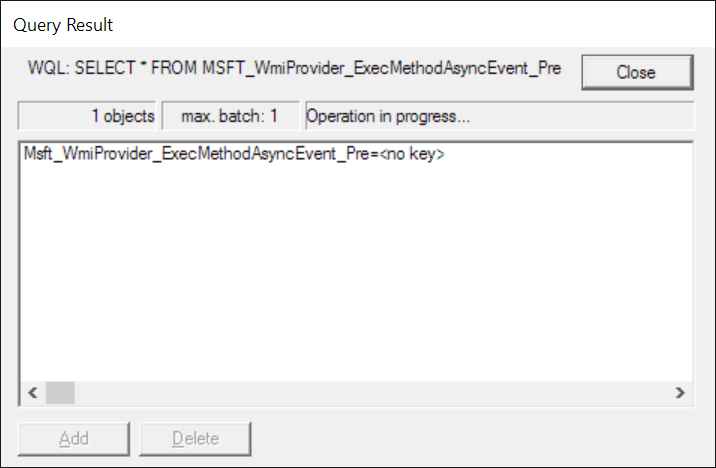 Query Result
WQL: SELECT * FROM MSFT_WmiProvider_ExecMethodAsyncEvent_Pre
Close
1 objects
max. batch: 1
Operation in progress...
Msft_WmiProvider_ExecMethodAsyncEvent_Pre=<no key>
Add
Delete